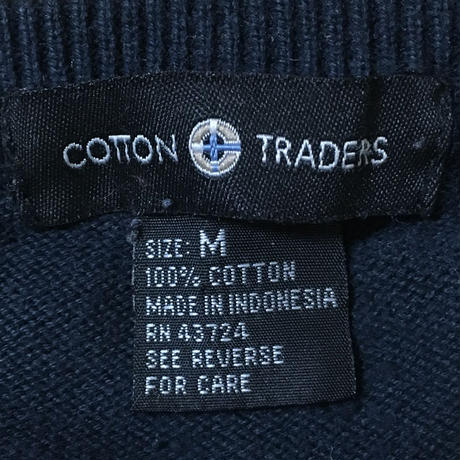 COTTON TRADERS
SIZE: M
100% COTTON
MADE IN INDONESIA
RN 43724
SEE REVERSE
FOR CARE